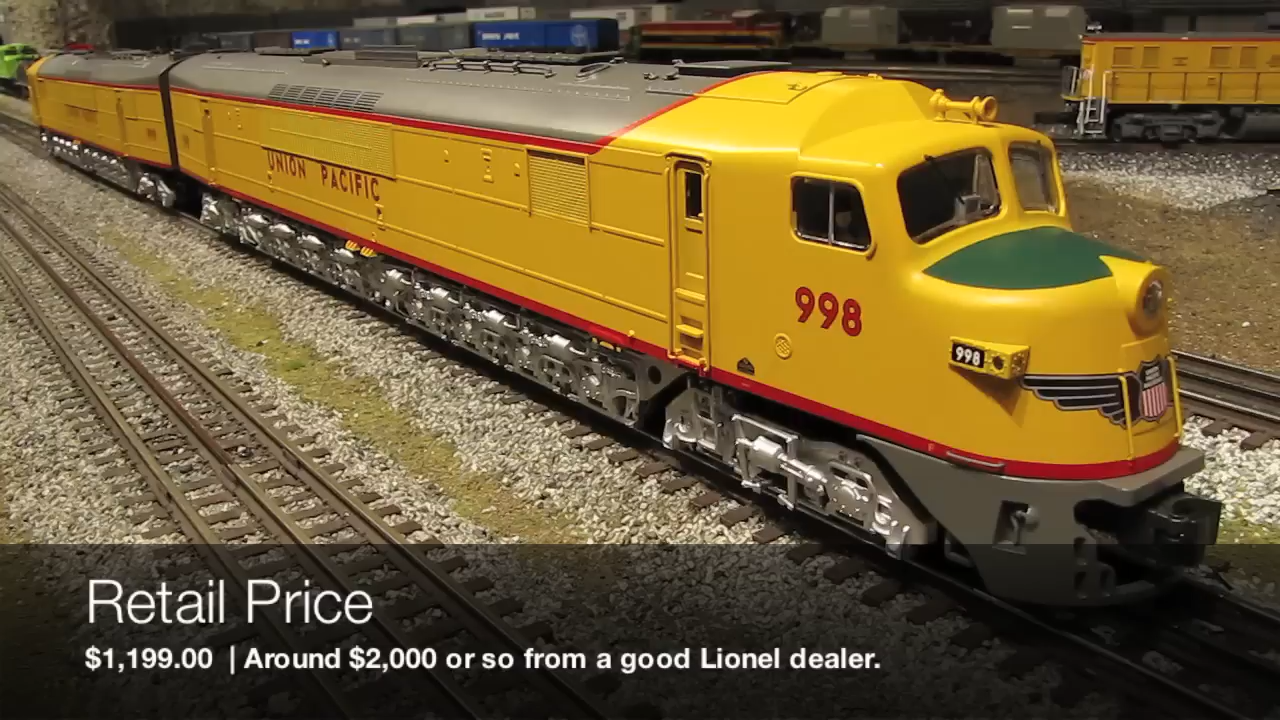 UNION PACIFIC
998
998
Retail Price
$1,199.00 | Around $2,000 or so from a good Lionel dealer.